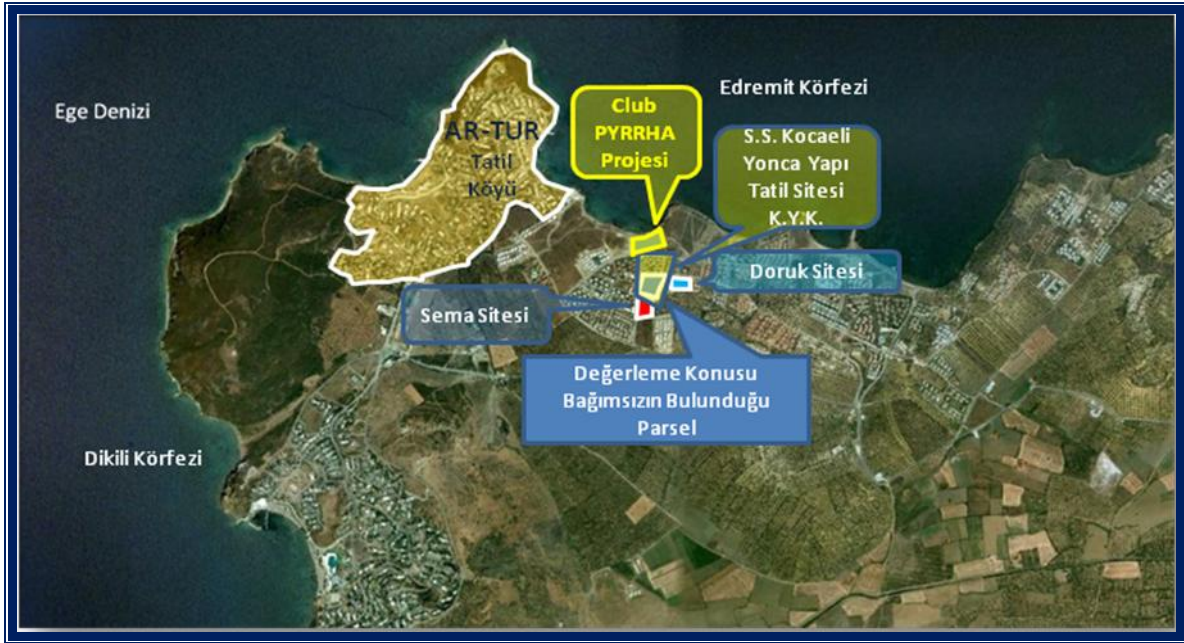 Ege Denizi
AR-TUR
Tatil
Köyü
Club
PYRRHA
Projesi
Edremit Körfezi
S.S. Kocaeli
Yonca Yapı
Tatil Sitesi
K.Y.K.
Doruk Sitesi
Sema Sitesi
Değerleme Konusu
Bağımsızın Bulunduğu
Parsel
Dikili Körfezi